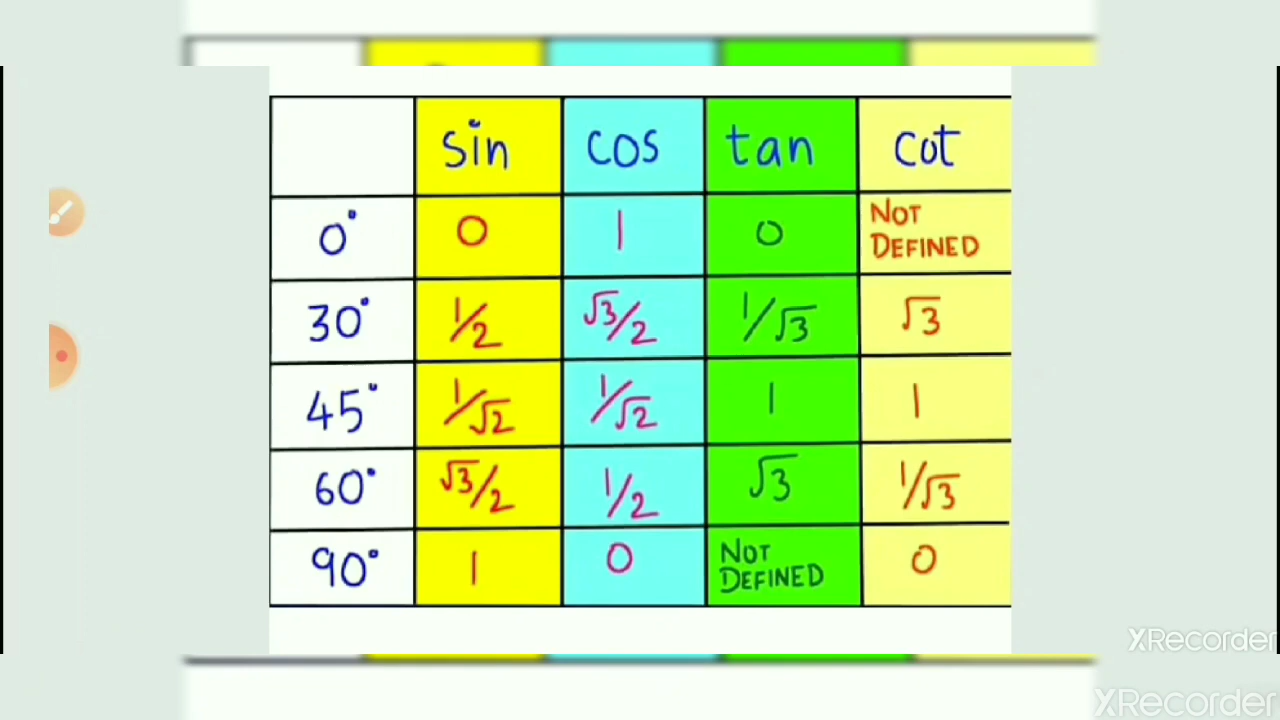 sin cos tan cot
0° 0 1 0 NOT DEFINED
30° 1/2 √3/2 1/√3 √3
45° 1/√2 1/√2 1 1
60° √3/2 1/2 √3 1/√3
90° 1 0 NOT DEFINED 0
XRecorder
XRecorder